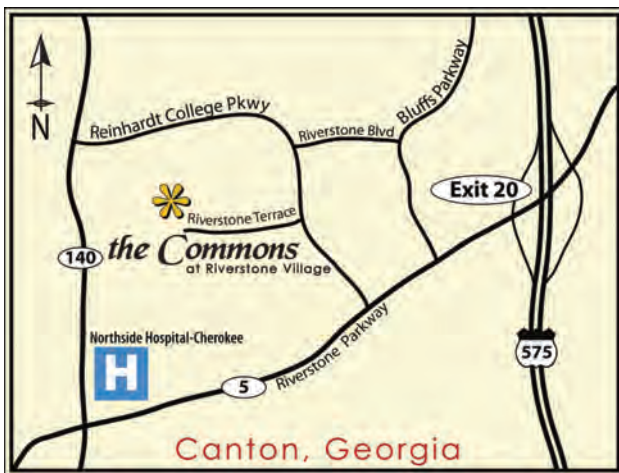 N
Reinhardt College Pkwy
Riverstone Blvd
Bluffs Parkway
Exit 20
Riverstone Terrace
the Commons
at Riverstone Village
140
Northside Hospital-Cherokee
H
5
Riverstone Parkway
575
Canton, Georgia